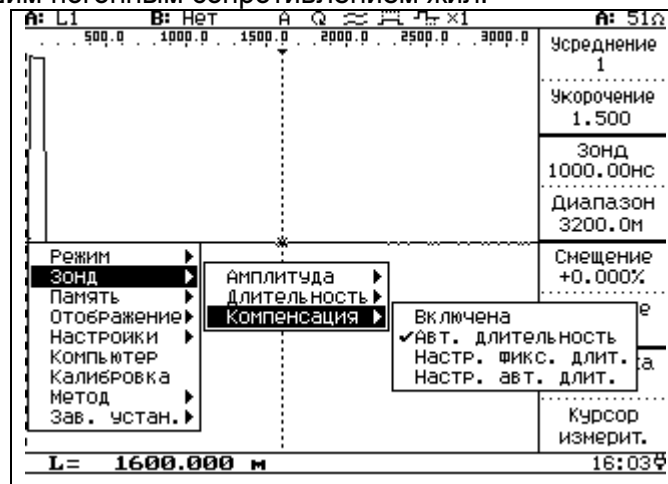 им погонным сопротивлением жил.
A: L1 B: Нет A Q ×1 A: 51Ω
500.0 1000.0 1500.0 2000.0 2500.0 3000.0
Усреднение
1
Укорочение
1.500
Зонд
1000.00нс
Диапазон
3200.0м
Смещение
+0.000%
Режим
Зонд
Память
Отображение
Настройки
Компьютер
Калибровка
Метод
Зав. устан.
Амплитуда
Длительность
Компенсация
Включена
✓Авт. длительность
Настр. фикс. длит.
Настр. авт. длит.
е
ка
Курсор
измерит.
L= 1600.000 м
16:03